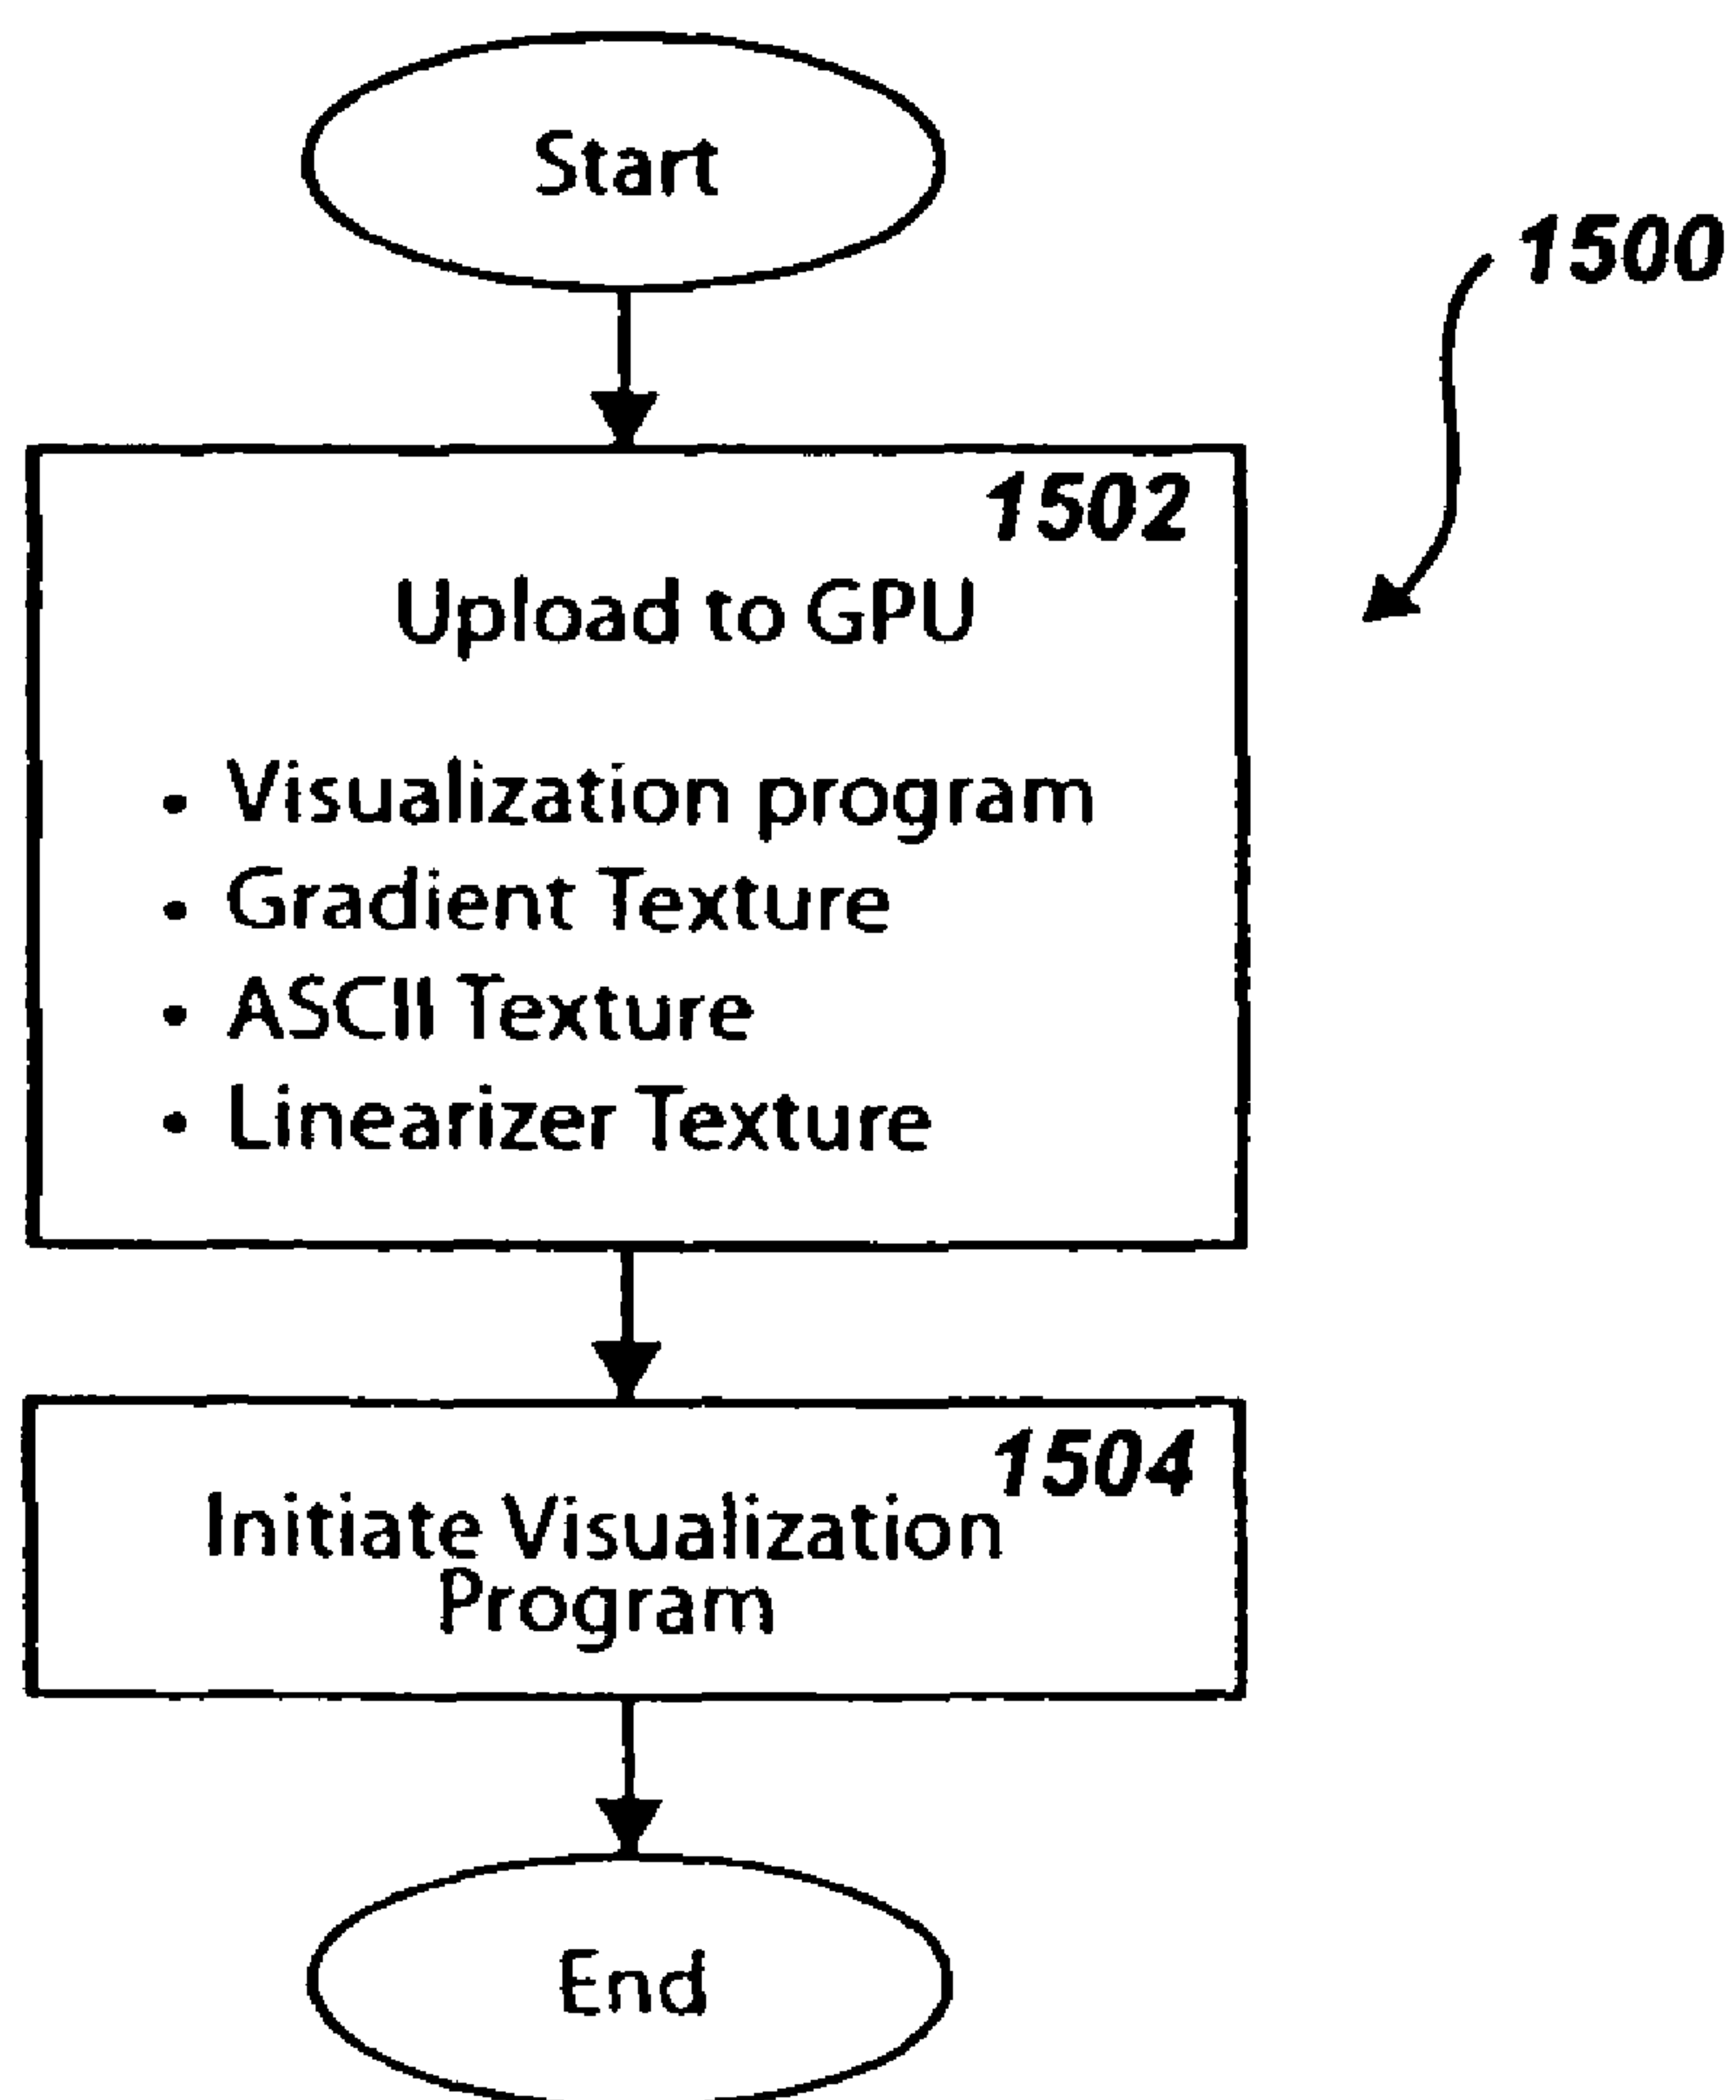 Start
1500
1502
Upload to GPU
• Visualization program
• Gradient Texture
• ASCII Texture
• Linearizer Texture
1504
Initiate Visualization
Program
End